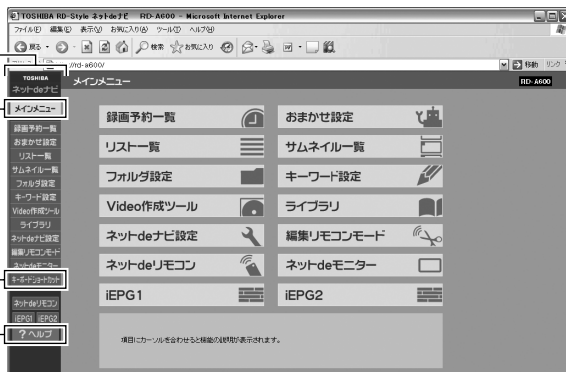 TOSHIBA RD-Style ネットdeナビ RD-A600 - Microsoft Internet Explorer
ファイル(F) 編集(E) 表示(V) お気に入り(A) ツール(T) ヘルプ(H)
戻る 検索 お気に入り
//rd-a600/ 移動 リンク
TOSHIBA
ネットdeナビ
メインメニュー
RD-A600
メインメニュー
録画予約一覧
おまかせ設定
リスト一覧
サムネイル一覧
フォルダ設定
キーワード設定
Video作成ツール
ライブラリ
ネットdeナビ設定
編集リモコンモード
ネットdeモニター
キーボードショートカット
ネットdeリモコン
iEPG1 iEPG2
? ヘルプ
録画予約一覧
おまかせ設定
リスト一覧
サムネイル一覧
フォルダ設定
キーワード設定
Video作成ツール
ライブラリ
ネットdeナビ設定
編集リモコンモード
ネットdeリモコン
ネットdeモニター
iEPG1
iEPG2
項目にカーソルを合わせると機能の説明が表示されます。